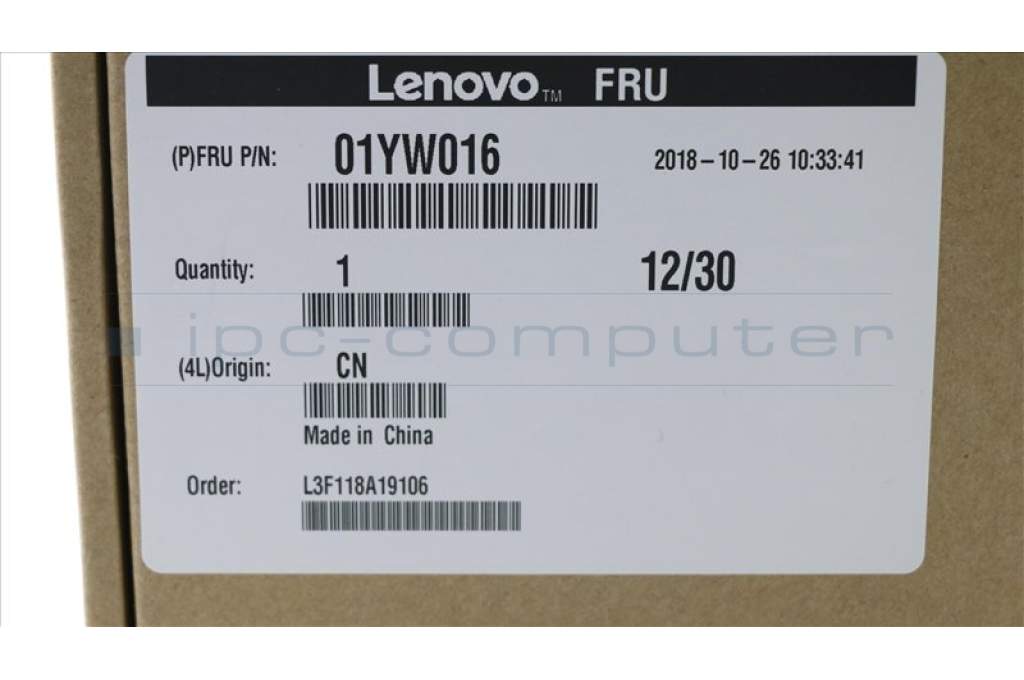 Lenovo™ FRU
(P)FRU P/N: 01YW016 2018-10-26 10:33:41
Quantity: 1 12/30
ipc-computer
(4L)Origin: CN
Made in China
Order: L3F118A19106